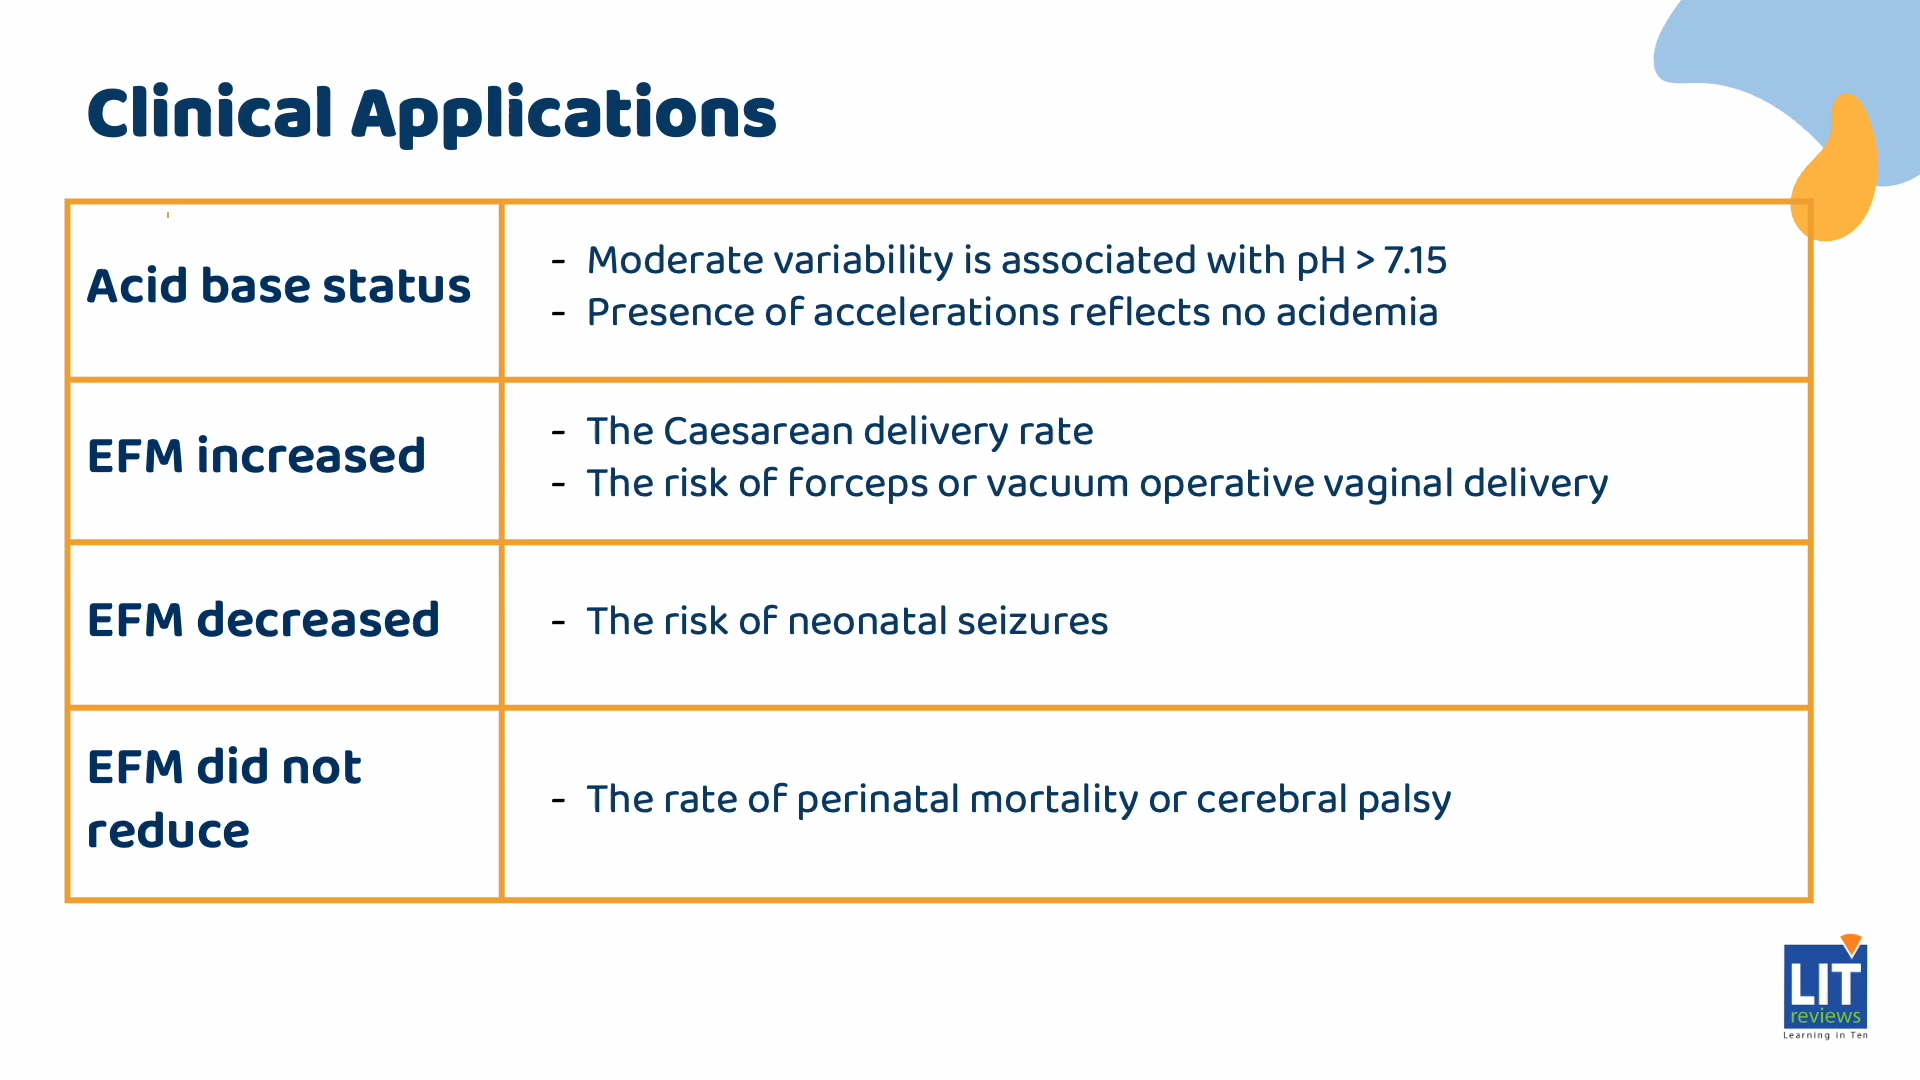 Clinical Applications
Acid base status
- Moderate variability is associated with pH > 7.15
- Presence of accelerations reflects no acidemia
EFM increased
- The Caesarean delivery rate
- The risk of forceps or vacuum operative vaginal delivery
EFM decreased
- The risk of neonatal seizures
EFM did not
reduce
- The rate of perinatal mortality or cerebral palsy
LIT
reviews
Learning in Ten